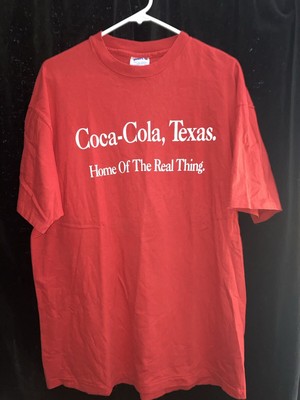 Coca-Cola, Texas.
Home Of The Real Thing.